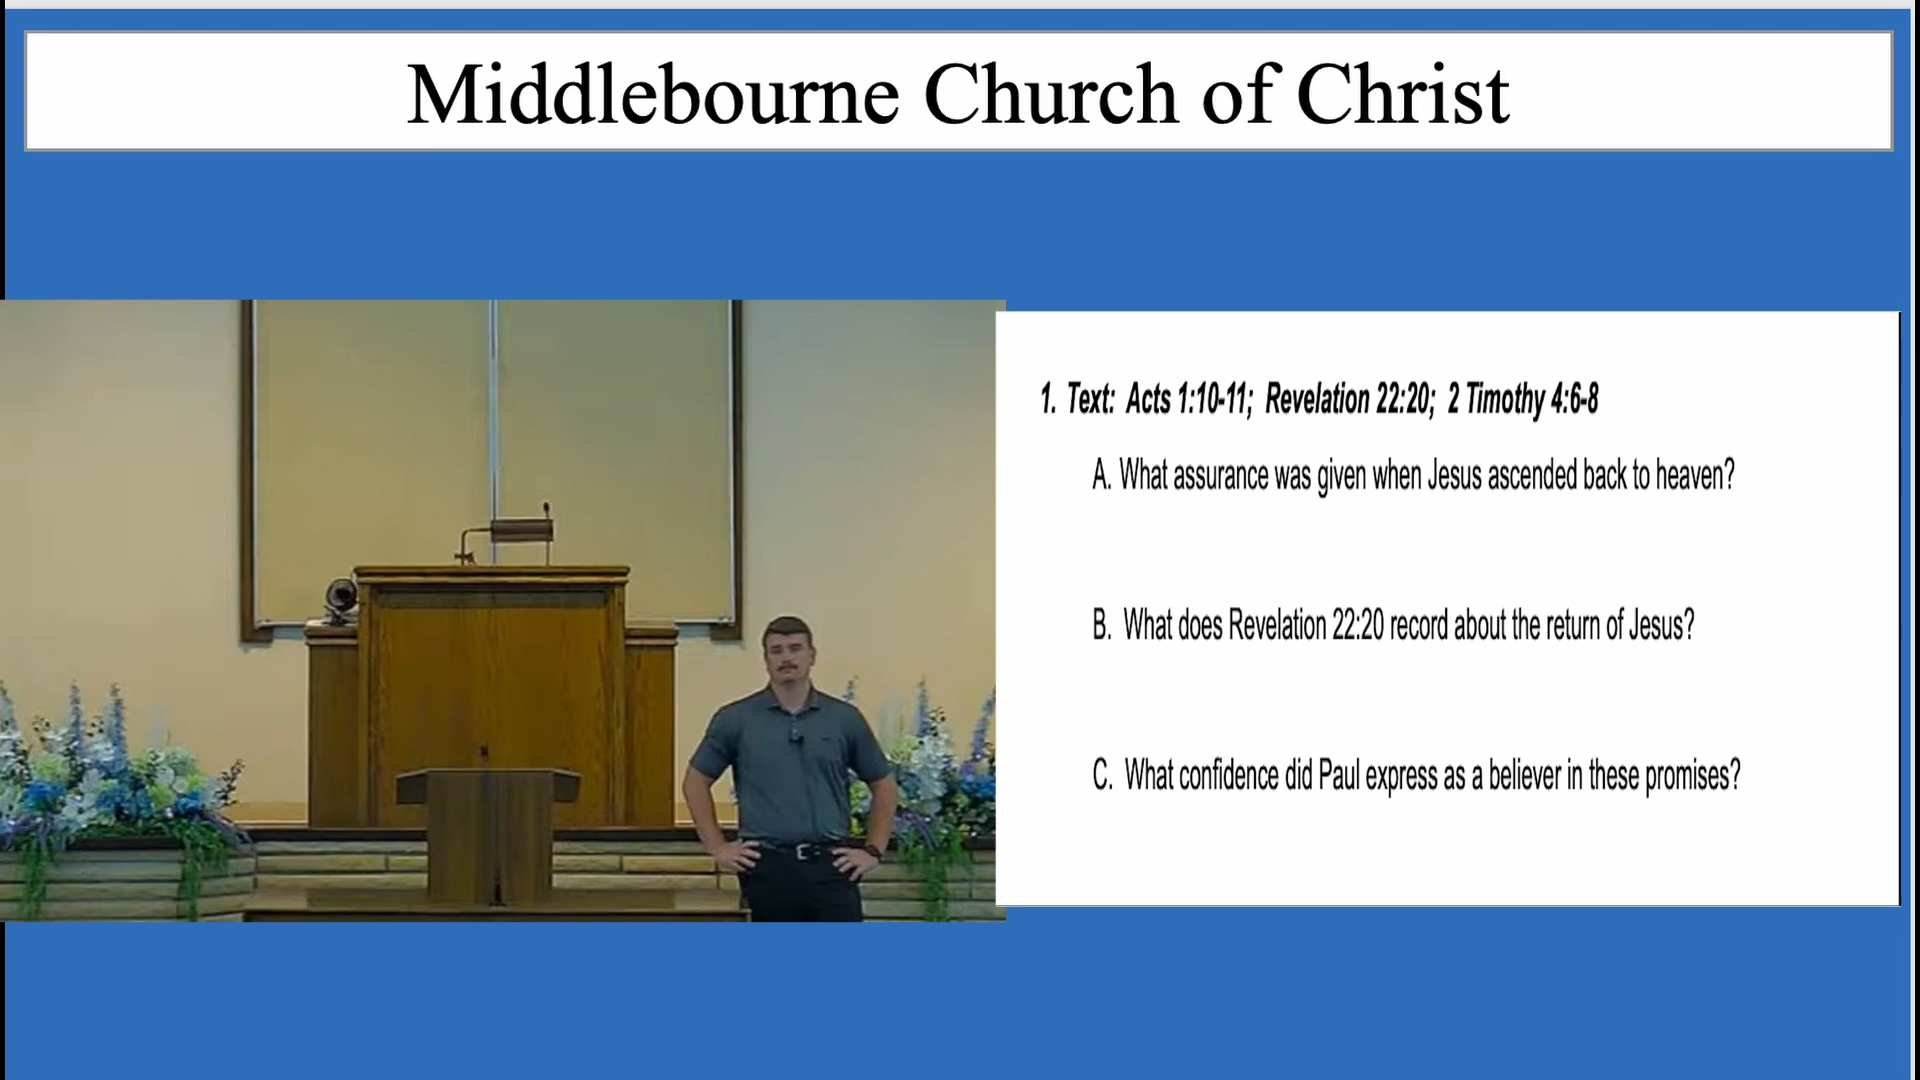 Middlebourne Church of Christ
1. Text: Acts 1:10-11; Revelation 22:20; 2 Timothy 4:6-8
A. What assurance was given when Jesus ascended back to heaven?
B. What does Revelation 22:20 record about the return of Jesus?
C. What confidence did Paul express as a believer in these promises?